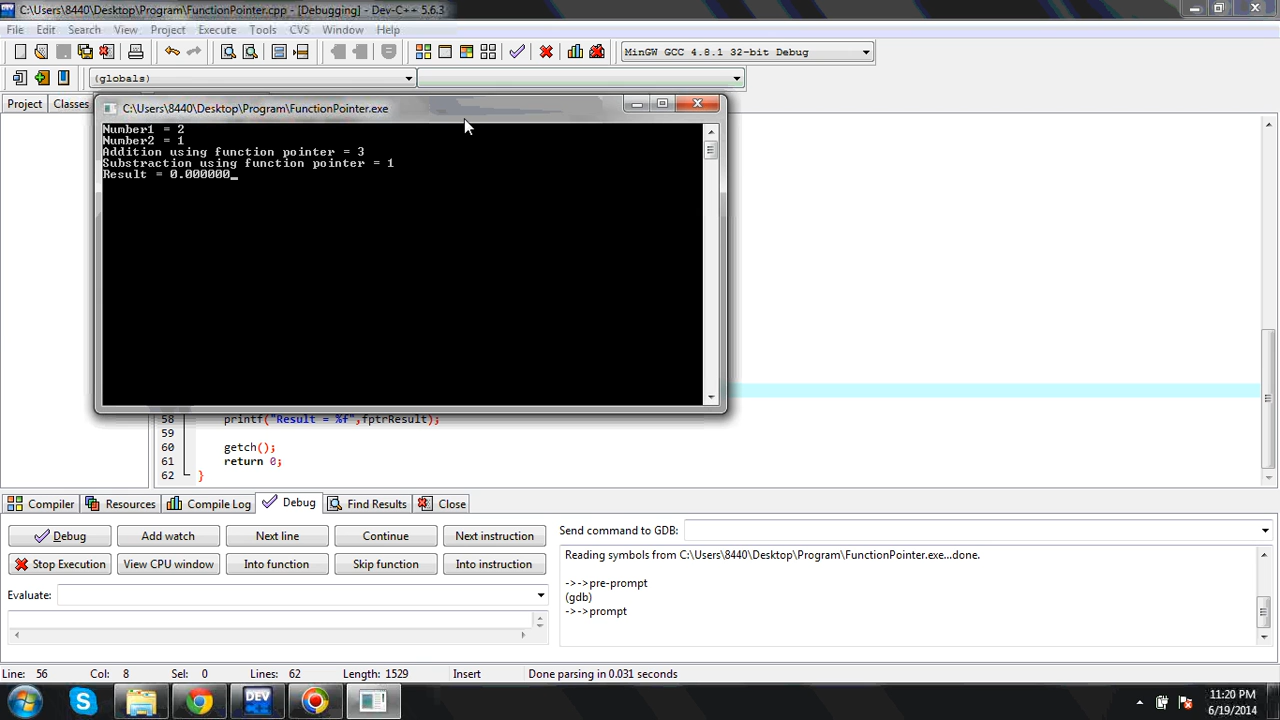 C:\Users\8440\Desktop\Program\FunctionPointer.cpp - [Debugging] - Dev-C++ 5.6.3
File Edit Search View Project Execute Tools CVS Window Help
MinGW GCC 4.8.1 32-bit Debug
(globals)
Project Classes
C:\Users\8440\Desktop\Program\FunctionPointer.exe
Number1 = 2
Number2 = 1
Addition using function pointer = 3
Substraction using function pointer = 1
Result = 0.000000_
58 printf("Result = %f",fptrResult);
59
60 getch();
61 return 0;
62 }
Compiler Resources Compile Log Debug Find Results Close
Debug Add watch Next line Continue Next instruction
Stop Execution View CPU window Into function Skip function Into instruction
Evaluate:
Send command to GDB:
Reading symbols from C:\Users\8440\Desktop\Program\FunctionPointer.exe...done.
->->pre-prompt
(gdb)
->->prompt
Line: 56 Col: 8 Sel: 0 Lines: 62 Length: 1529 Insert Done parsing in 0.031 seconds
DEV
11:20 PM
6/19/2014